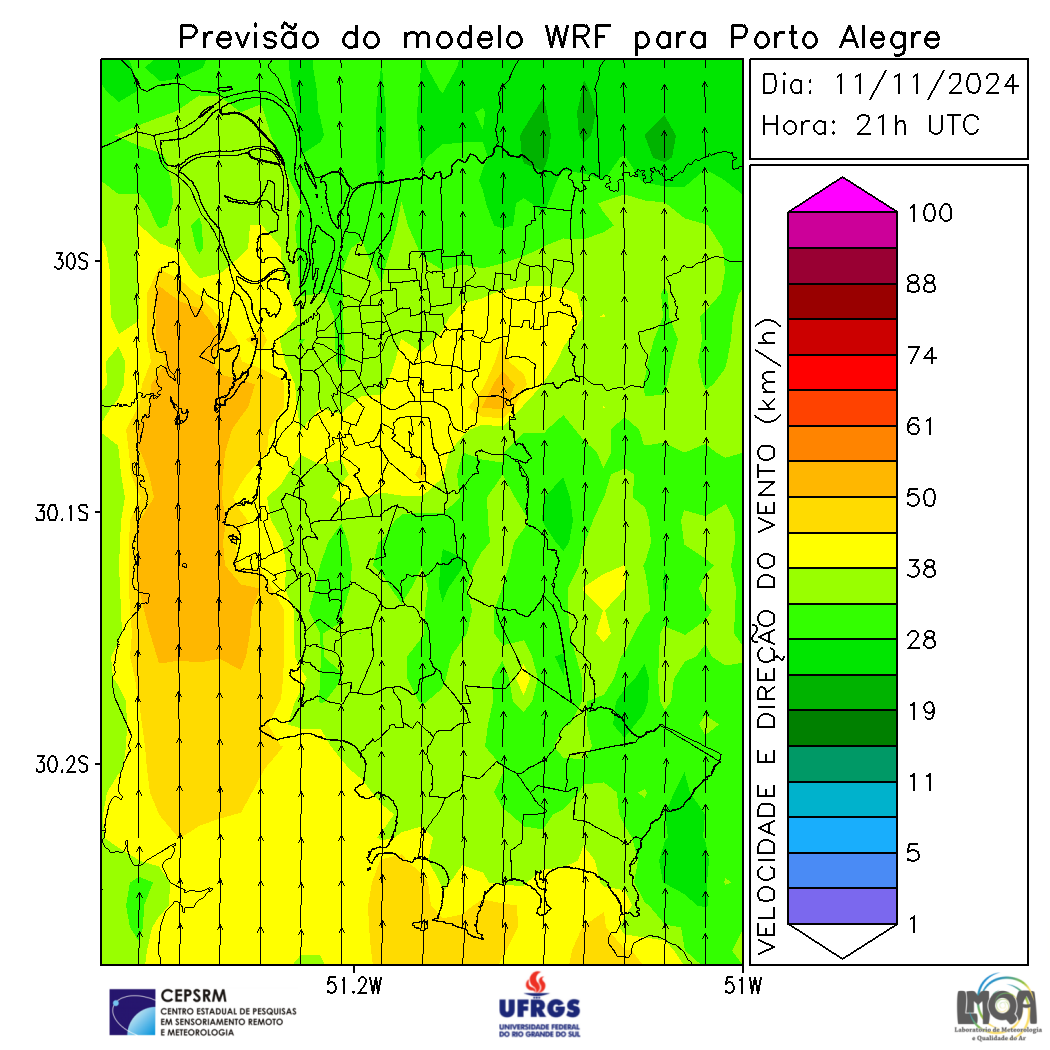 Previsão do modelo WRF para Porto Alegre
Dia: 11/11/2024
Hora: 21h UTC
30S
30.1S
30.2S
51.2W
51W
VELOCIDADE E DIREÇÃO DO VENTO (km/h)
100
88
74
61
50
38
28
19
11
5
1
CEPSRM
CENTRO ESTADUAL DE PESQUISAS
EM SENSORIAMENTO REMOTO
E METEOROLOGIA
UFRGS
UNIVERSIDADE FEDERAL
DO RIO GRANDE DO SUL
LMQA
Laboratório de Meteorologia
e Qualidade do Ar